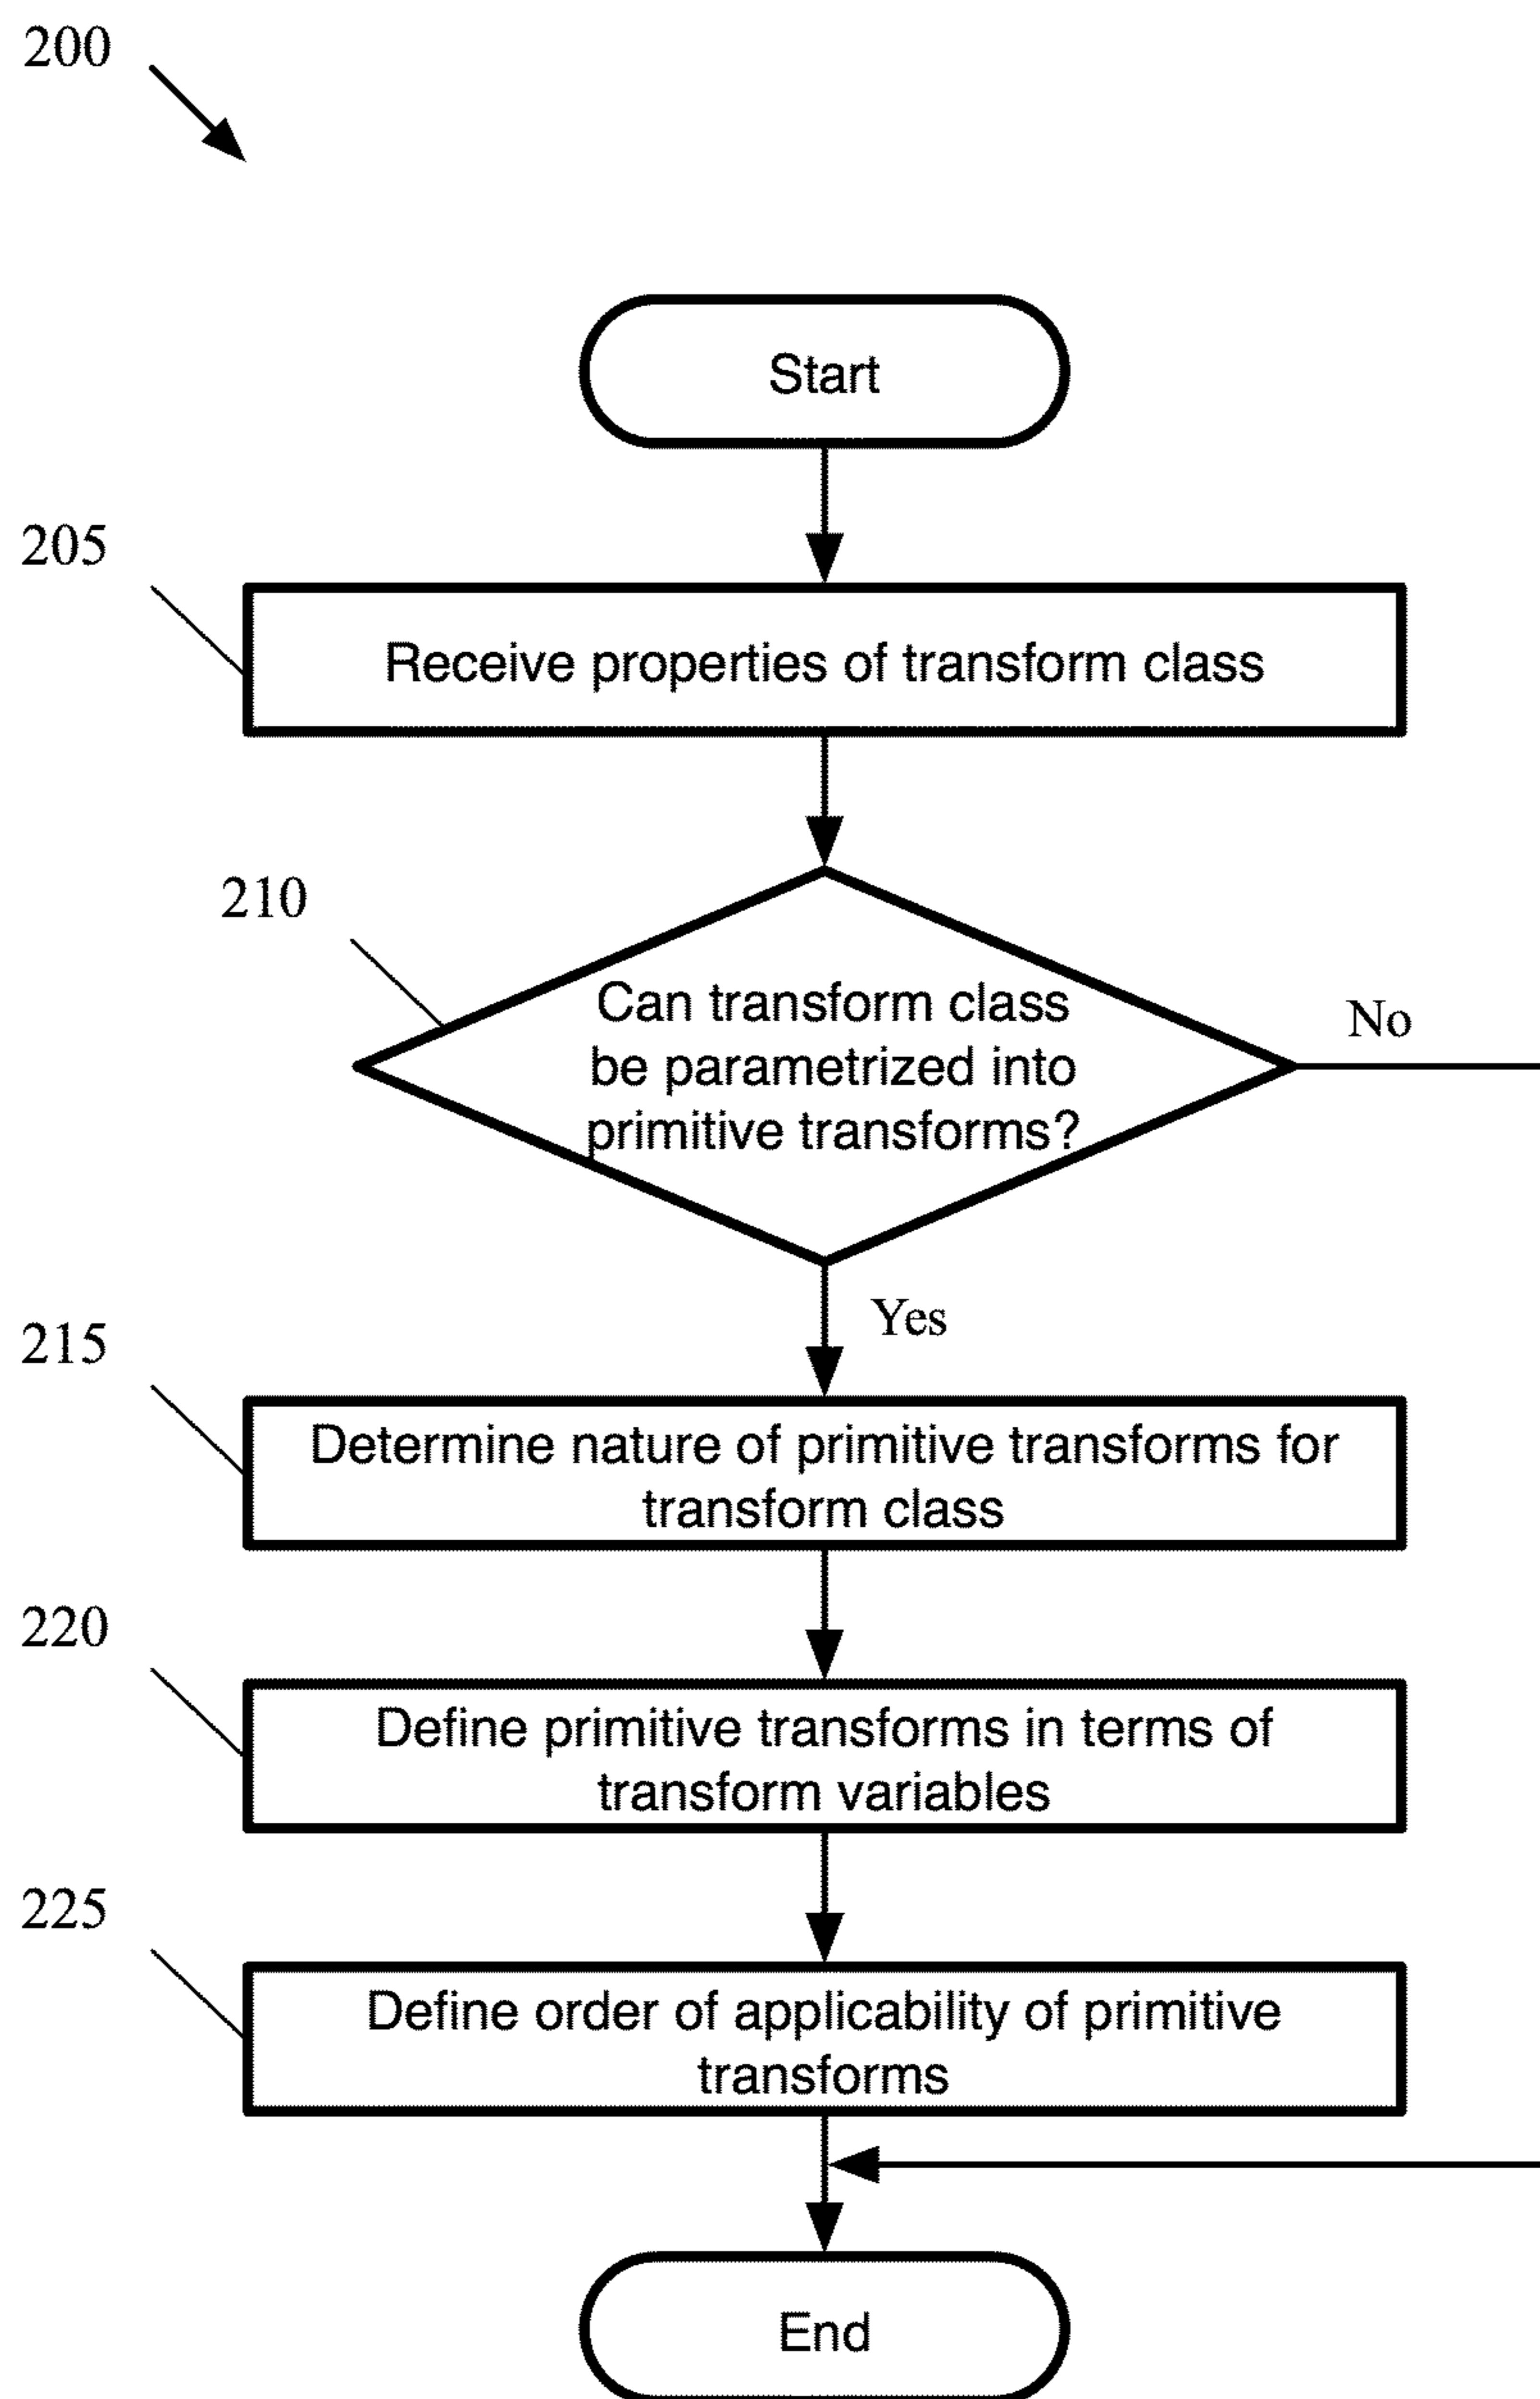 200
Start
205
Receive properties of transform class
210
Can transform class
be parametrized into
primitive transforms?
No
Yes
215
Determine nature of primitive transforms for
transform class
220
Define primitive transforms in terms of
transform variables
225
Define order of applicability of primitive
transforms
End